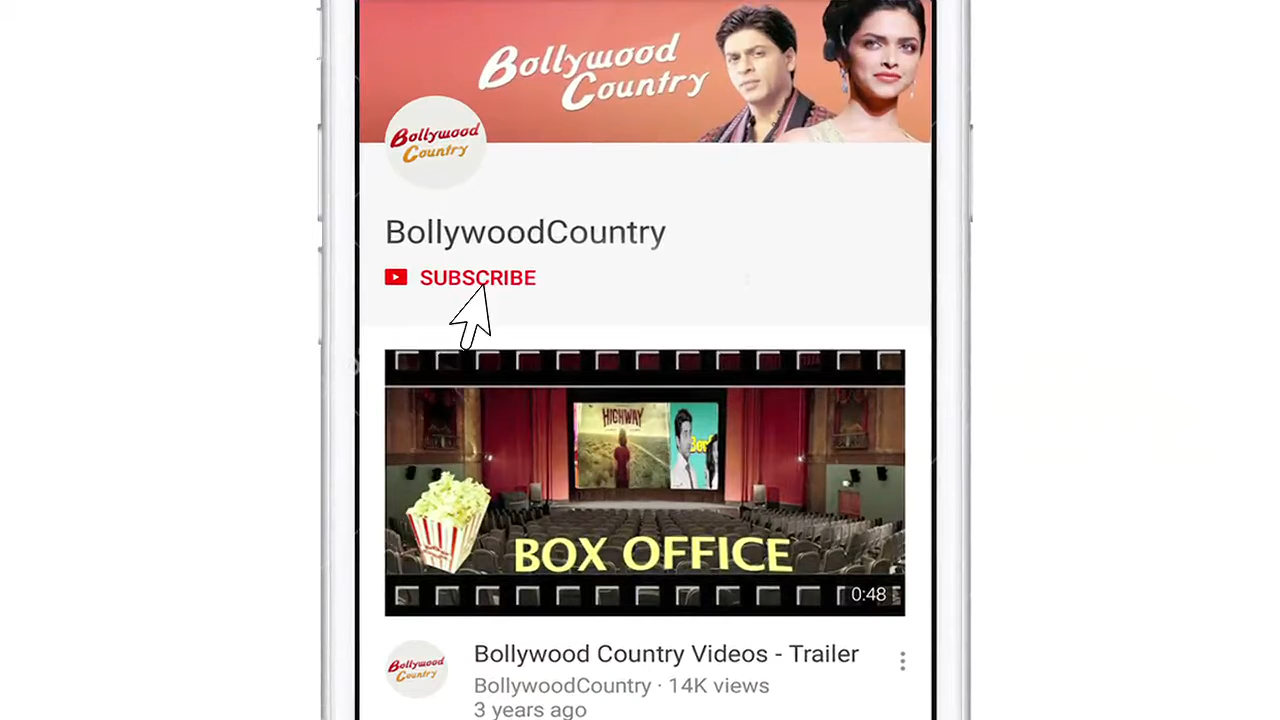 Bollywood
Country
Bollywood
Country
BollywoodCountry
SUBSCRIBE
HIGHWAY
BOX OFFICE
0:48
Bollywood
Country
Bollywood Country Videos - Trailer
BollywoodCountry · 14K views
3 years ago